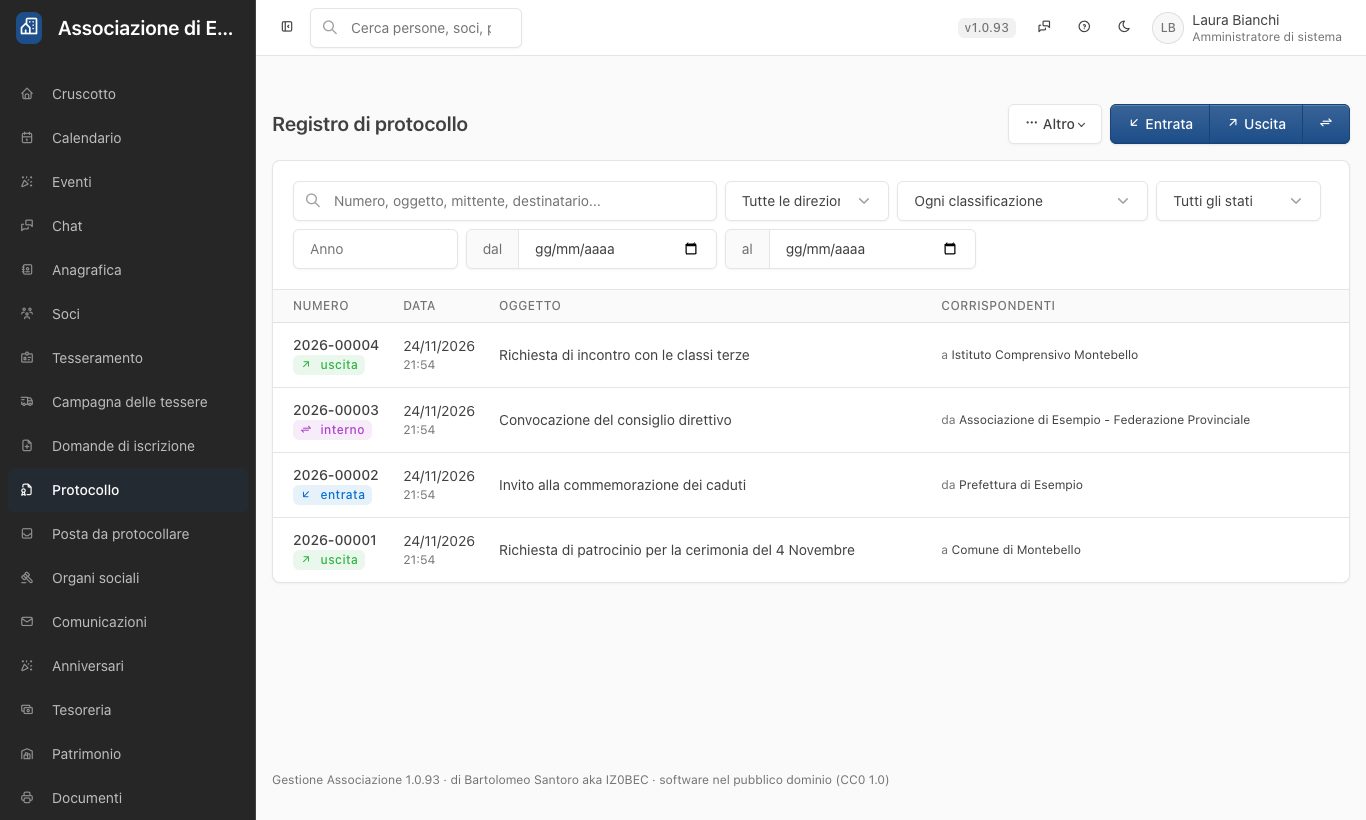 Associazione di E...
Cerca persone, soci, p
v1.0.93
LB
Laura Bianchi
Amministratore di sistema
Cruscotto
Calendario
Eventi
Chat
Anagrafica
Soci
Tesseramento
Campagna delle tessere
Domande di iscrizione
Protocollo
Posta da protocollare
Organi sociali
Comunicazioni
Anniversari
Tesoreria
Patrimonio
Documenti
Registro di protocollo
Altro
Entrata
Uscita
Numero, oggetto, mittente, destinatario...
Tutte le direzion
Ogni classificazione
Tutti gli stati
Anno
dal gg/mm/aaaa
al gg/mm/aaaa
NUMERO DATA OGGETTO CORRISPONDENTI
2026-00004 24/11/2026 Richiesta di incontro con le classi terze a Istituto Comprensivo Montebello
uscita 21:54
2026-00003 24/11/2026 Convocazione del consiglio direttivo da Associazione di Esempio - Federazione Provinciale
interno 21:54
2026-00002 24/11/2026 Invito alla commemorazione dei caduti da Prefettura di Esempio
entrata 21:54
2026-00001 24/11/2026 Richiesta di patrocinio per la cerimonia del 4 Novembre a Comune di Montebello
uscita 21:54
Gestione Associazione 1.0.93 · di Bartolomeo Santoro aka IZ0BEC · software nel pubblico dominio (CC0 1.0)